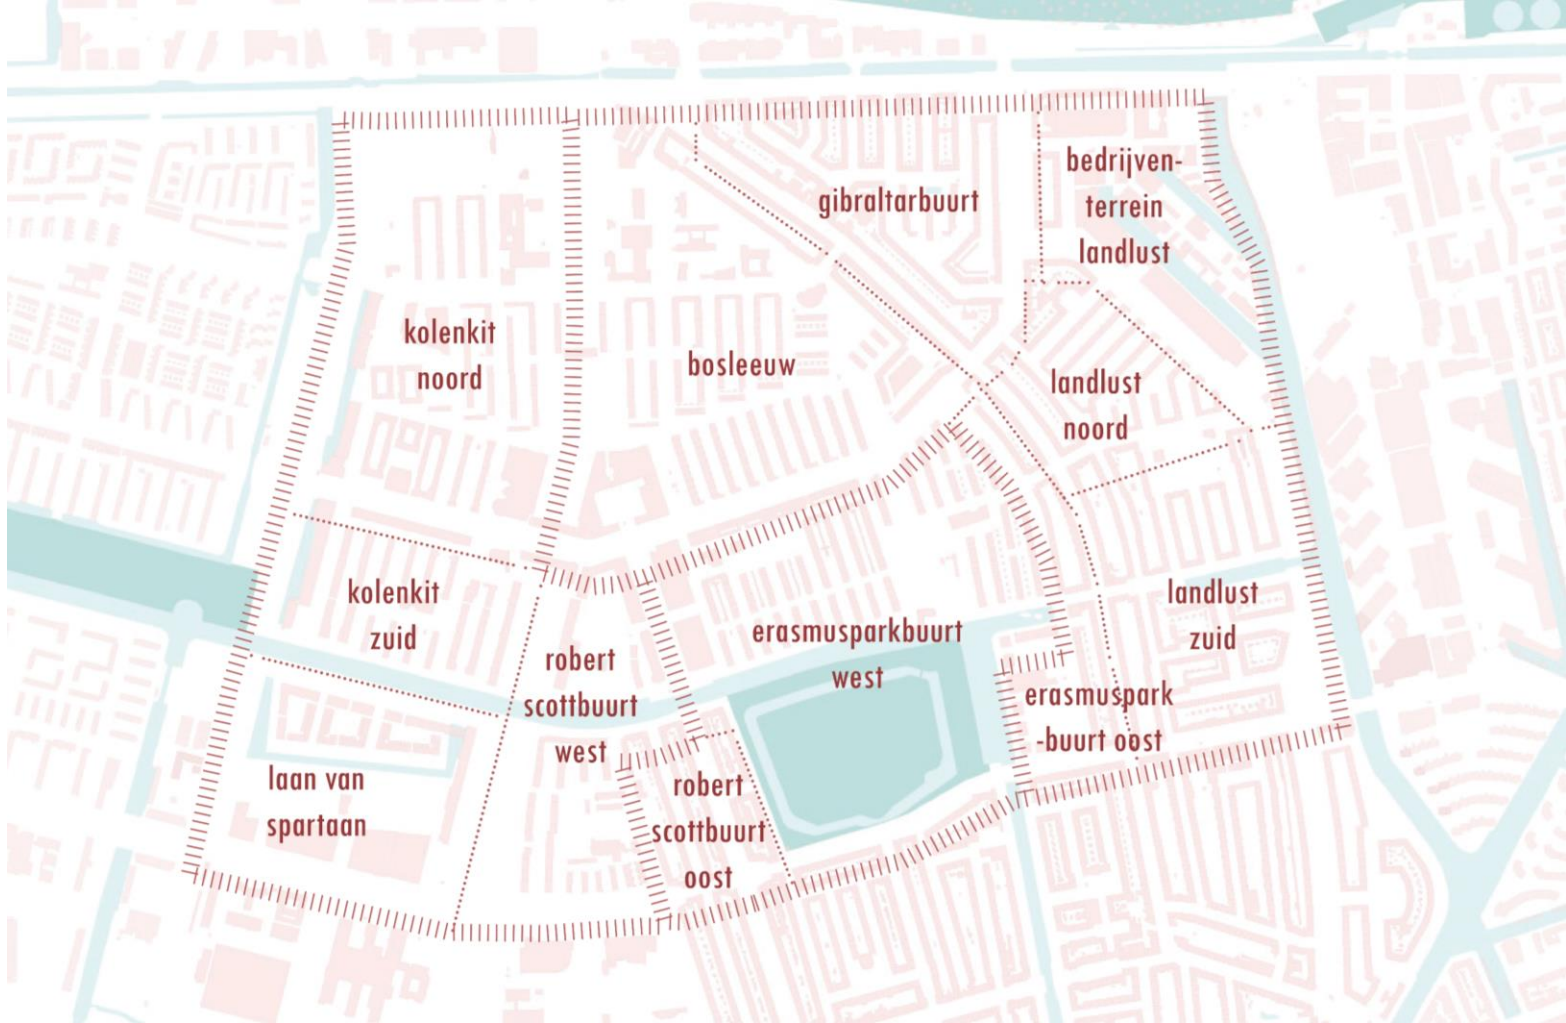 bedrijven-
terrein
landlust
gibraltarbuurt
kolenkit
noord
bosleeuw
landlust
noord
kolenkit
zuid
robert
scottbuurt
west
erasmusparkbuurt
west
landlust
zuid
erasmuspark
-buurt oost
laan van
spartaan
robert
scottbuurt
oost